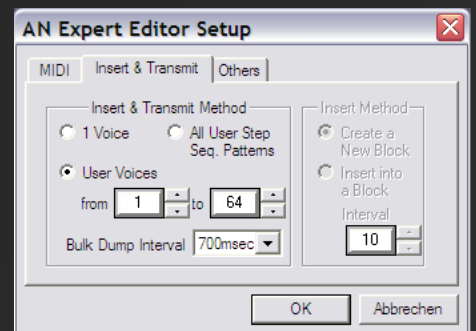 AN Expert Editor Setup
MIDI
Insert & Transmit
Others
Insert & Transmit Method
1 Voice
All User Step
Seq. Patterns
User Voices
from 1 to 64
Bulk Dump Interval 700msec
Insert Method
Create a
New Block
Insert into
a Block
Interval
10
OK
Abbrechen